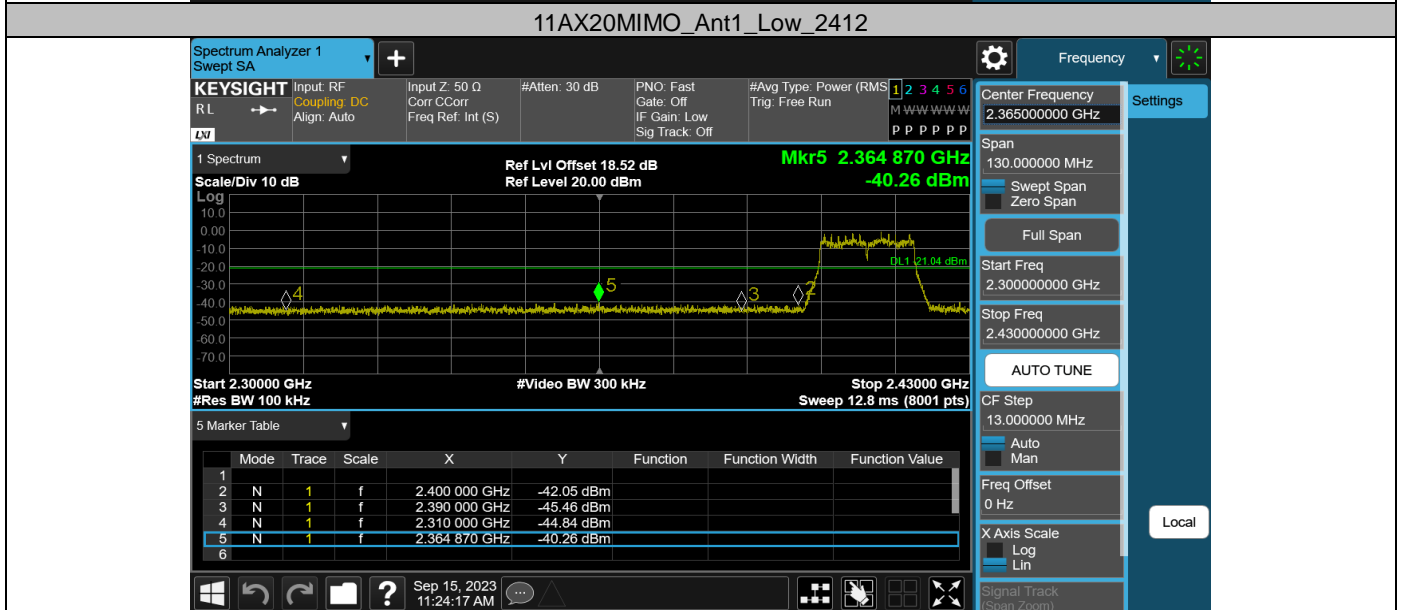 11AX20MIMO_Ant1_Low_2412
Spectrum Analyzer 1
Swept SA
Frequency
KEYSIGHT
RL
LXI
Input: RF
Coupling: DC
Align: Auto
Input Z: 50 Ω
Corr CCorr
Freq Ref: Int (S)
#Atten: 30 dB
PNO: Fast
Gate: Off
IF Gain: Low
Sig Track: Off
#Avg Type: Power (RMS
Trig: Free Run
1 2 3 4 5 6
M W W W W W
P P P P P P
1 Spectrum
Scale/Div 10 dB
Ref Lvl Offset 18.52 dB
Ref Level 20.00 dBm
Mkr5 2.364 870 GHz
-40.26 dBm
Log
10.0
0.00
-10.0
-20.0
-30.0
-40.0
-50.0
-60.0
-70.0
DL1 -21.04 dBm
4
5
3
2
Start 2.30000 GHz
#Video BW 300 kHz
Stop 2.43000 GHz
#Res BW 100 kHz
Sweep 12.8 ms (8001 pts)
5 Marker Table
Mode Trace Scale X Y Function Function Width Function Value
1
2 N 1 f 2.400 000 GHz -42.05 dBm
3 N 1 f 2.390 000 GHz -45.46 dBm
4 N 1 f 2.310 000 GHz -44.84 dBm
5 N 1 f 2.364 870 GHz -40.26 dBm
6
Sep 15, 2023
11:24:17 AM
Center Frequency
2.365000000 GHz
Settings
Span
130.000000 MHz
Swept Span
Zero Span
Full Span
Start Freq
2.300000000 GHz
Stop Freq
2.430000000 GHz
AUTO TUNE
CF Step
13.000000 MHz
Auto
Man
Freq Offset
0 Hz
X Axis Scale
Log
Lin
Local
Signal Track
(Span Zoom)